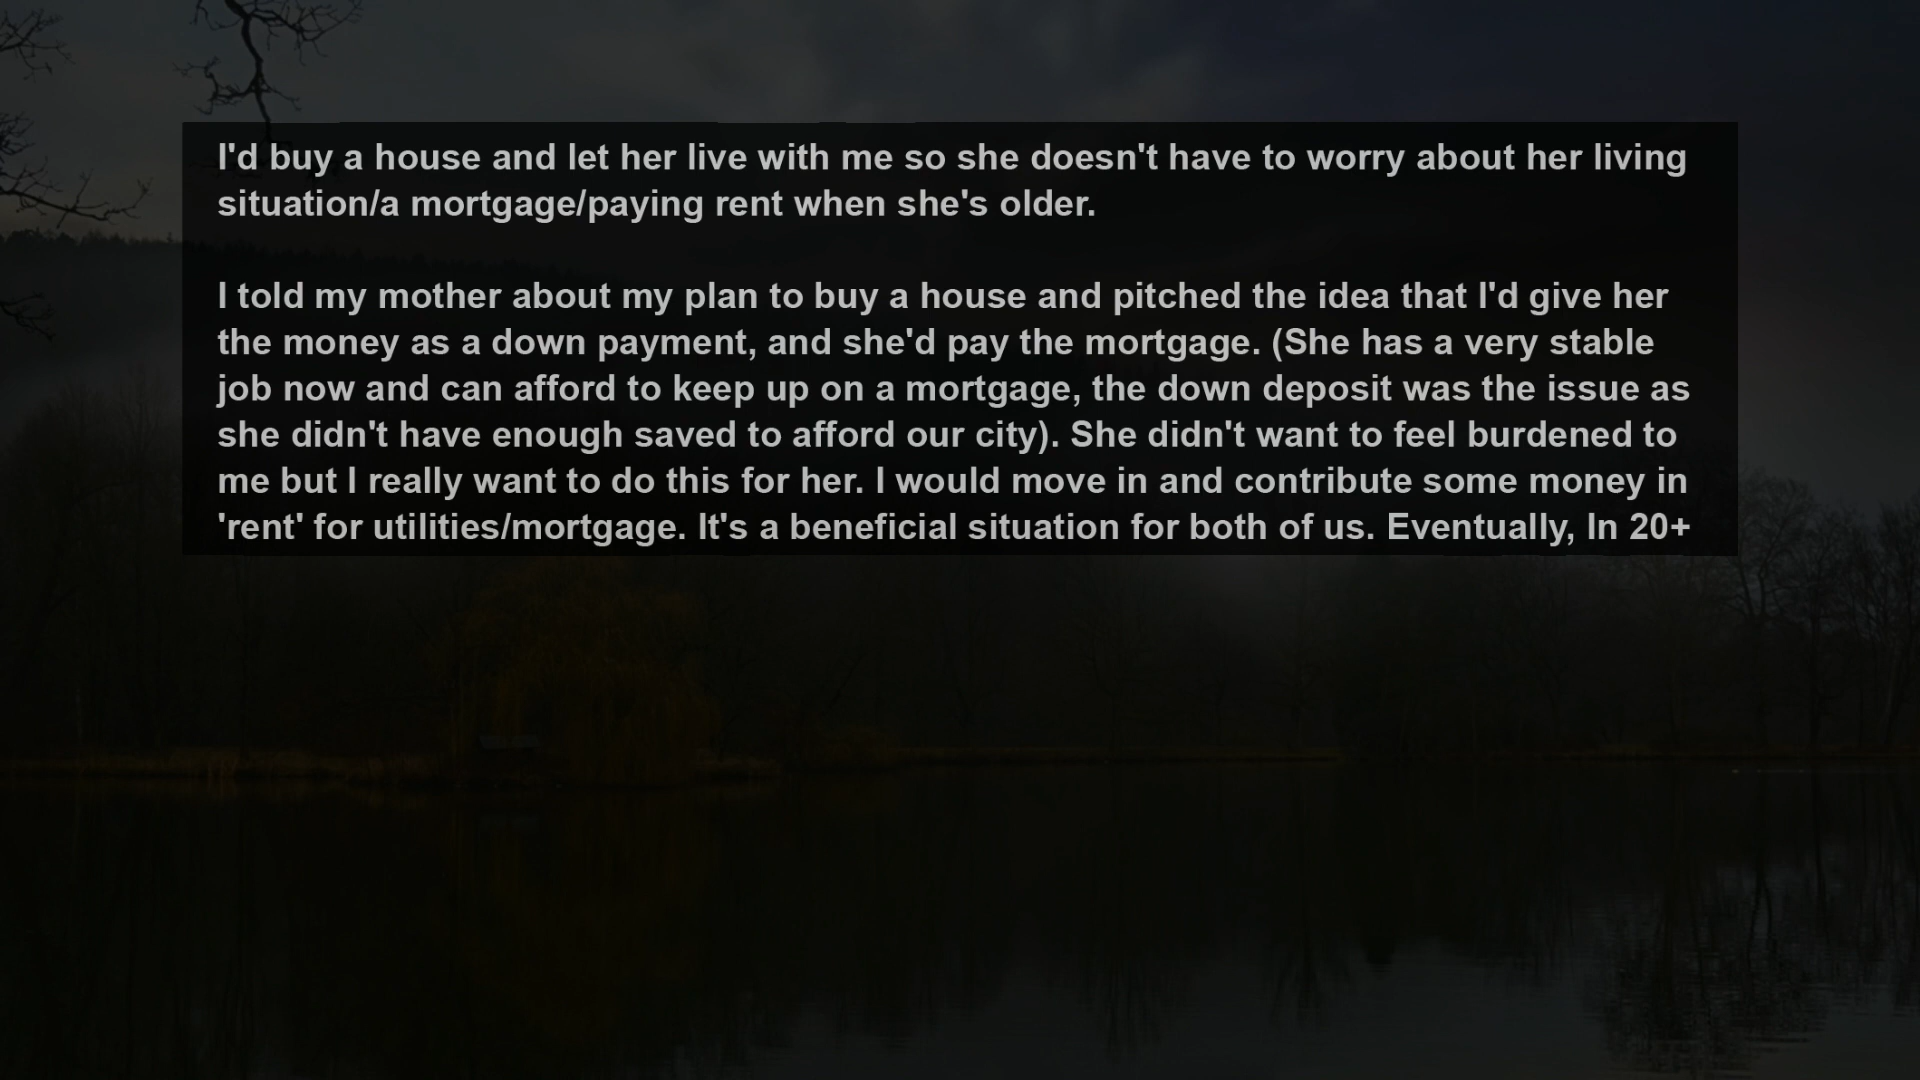 I'd buy a house and let her live with me so she doesn't have to worry about her living
situation/a mortgage/paying rent when she's older.
I told my mother about my plan to buy a house and pitched the idea that I'd give her
the money as a down payment, and she'd pay the mortgage. (She has a very stable
job now and can afford to keep up on a mortgage, the down deposit was the issue as
she didn't have enough saved to afford our city). She didn't want to feel burdened to
me but I really want to do this for her. I would move in and contribute some money in
'rent' for utilities/mortgage. It's a beneficial situation for both of us. Eventually, In 20+